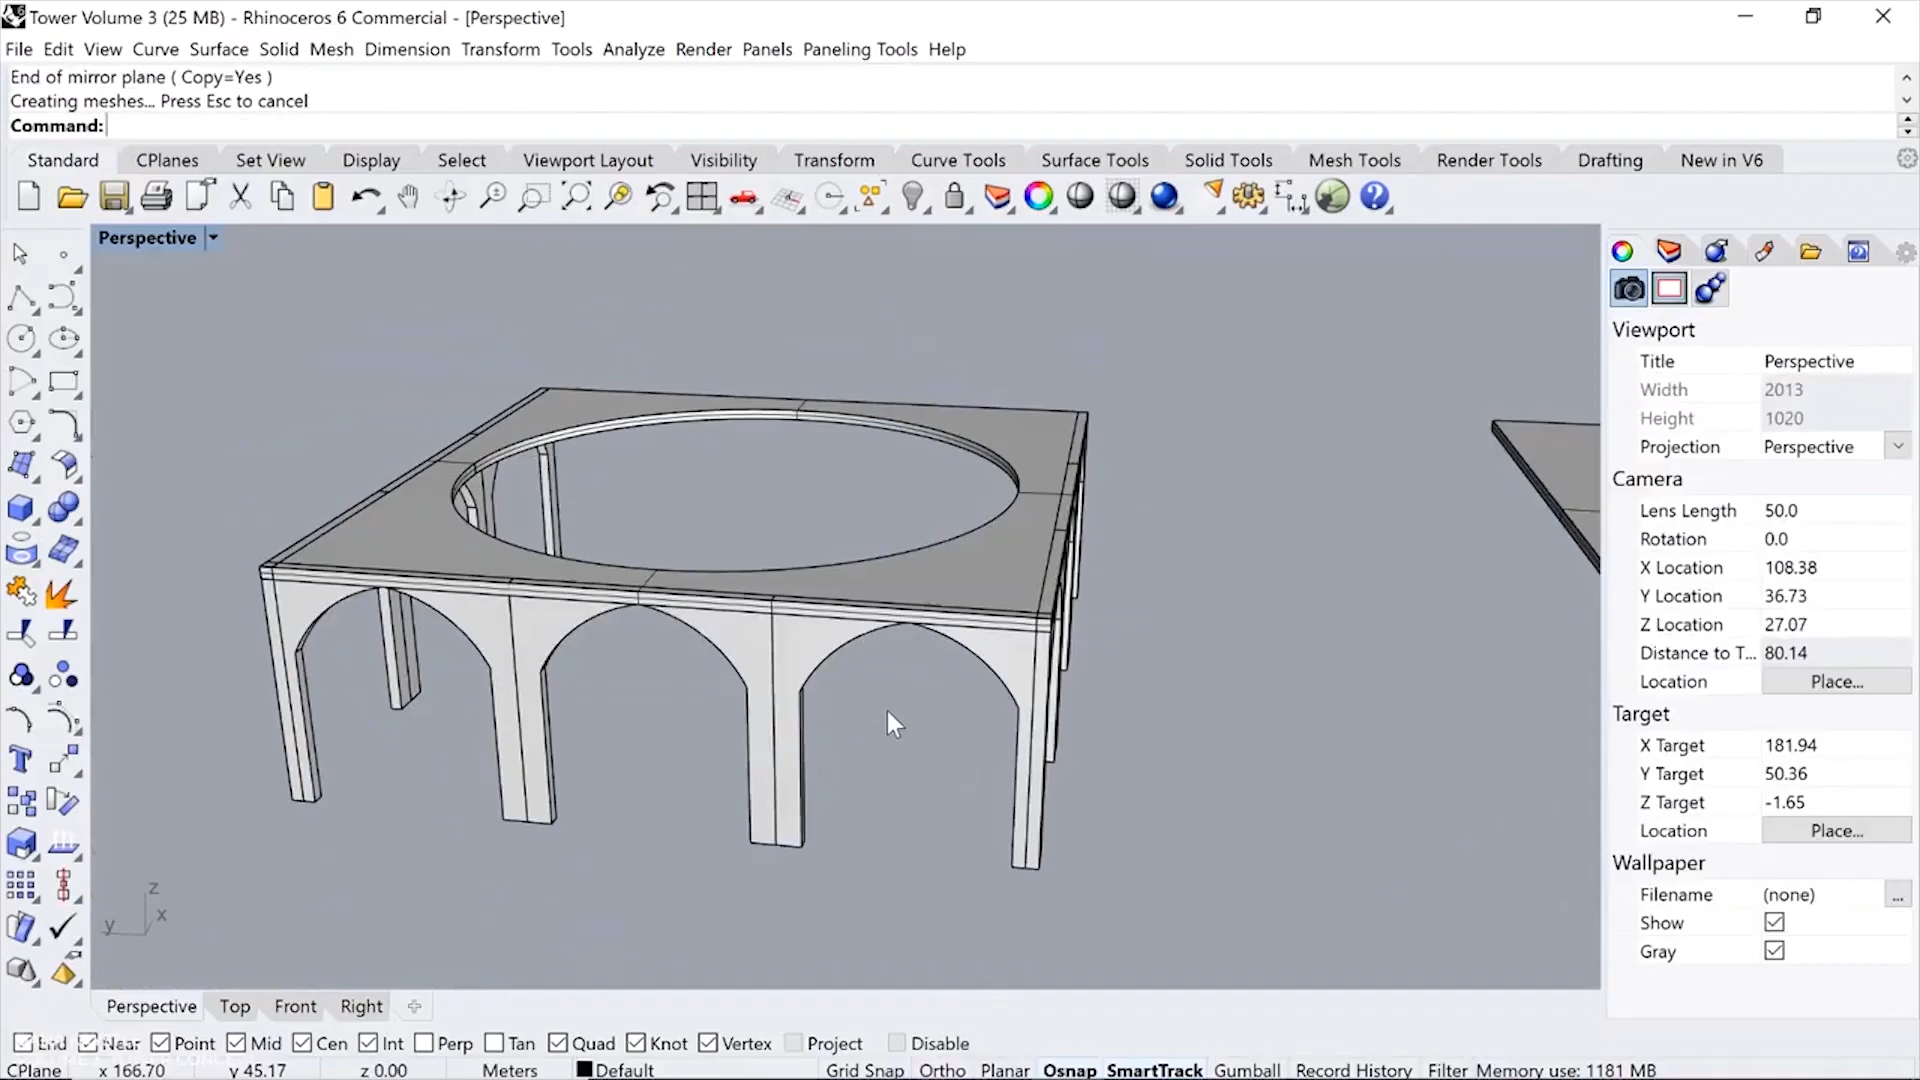 Tower Volume 3 (25 MB) - Rhinoceros 6 Commercial - [Perspective]
File Edit View Curve Surface Solid Mesh Dimension Transform Tools Analyze Render Panels Paneling Tools Help
End of mirror plane ( Copy=Yes )
Creating meshes... Press Esc to cancel
Command:
Standard CPlanes Set View Display Select Viewport Layout Visibility Transform Curve Tools Surface Tools Solid Tools Mesh Tools Render Tools Drafting New in V6
Perspective
Viewport
Title Perspective
Width 2013
Height 1020
Projection Perspective
Camera
Lens Length 50.0
Rotation 0.0
X Location 108.38
Y Location 36.73
Z Location 27.07
Distance to T... 80.14
Location Place...
Target
X Target 181.94
Y Target 50.36
Z Target -1.65
Location Place...
Wallpaper
Filename (none) ...
Show
Gray
z
x
y
Perspective Top Front Right
End Near Point Mid Cen Int Perp Tan Quad Knot Vertex Project Disable
CPlane x 166.70 y 45.17 z 0.00 Meters Default Grid Snap Ortho Planar Osnap SmartTrack Gumball Record History Filter Memory use: 1181 MB